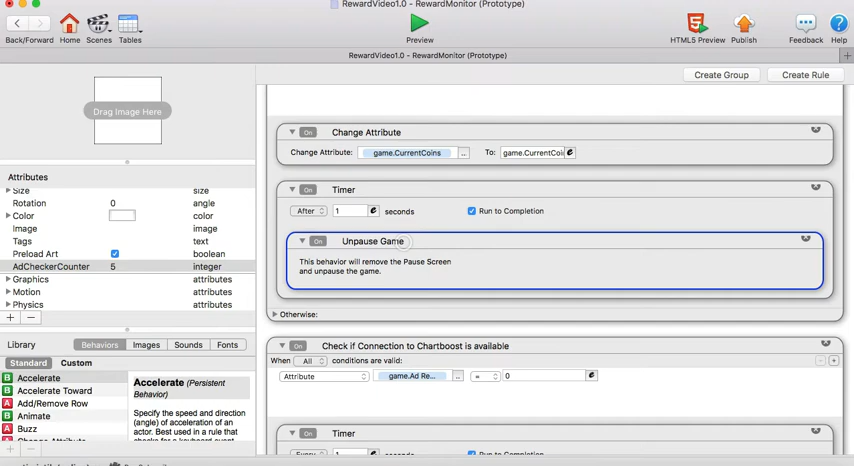 RewardVideo1.0 - RewardMonitor (Prototype)
Back/Forward Home Scenes Tables Preview HTML5 Preview Publish Feedback Help
RewardVideo1.0 - RewardMonitor (Prototype)
Create Group Create Rule
Drag Image Here
On Change Attribute
Change Attribute: game.CurrentCoins .. To: game.CurrentCoi
Attributes
Size size
On Timer
Rotation 0 angle
After 1 seconds Run to Completion
Color color
Image image
Tags text
On Unpause Game
Preload Art boolean
This behavior will remove the Pause Screen
and unpause the game.
AdCheckerCounter 5 integer
Graphics attributes
Motion attributes
Physics attributes
Otherwise:
+ −
Library Behaviors Images Sounds Fonts
On Check if Connection to Chartboost is available
When All conditions are valid:
Standard Custom
Attribute game.Ad Re... .. = 0
B Accelerate
B Accelerate Toward
A Add/Remove Row
B Animate
A Buzz
Accelerate (Persistent
Behavior)
Specify the speed and direction
(angle) of acceleration of an
actor. Best used in a rule that
On Timer